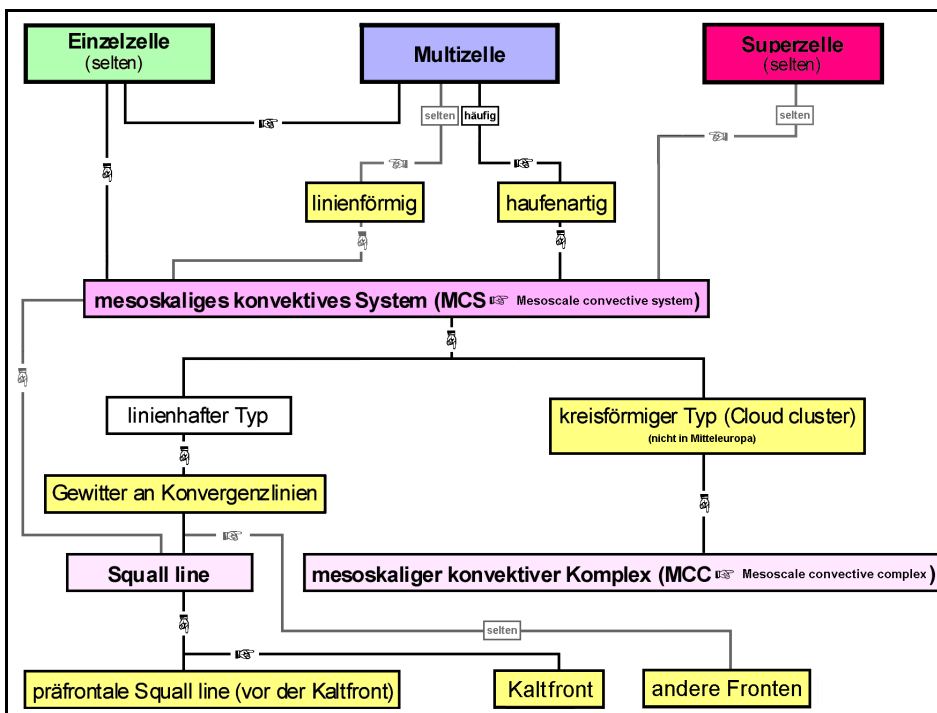 Einzelzelle
(selten)
Multizelle
Superzelle
(selten)
selten
häufig
selten
linienförmig
haufenartig
mesoskaliges konvektives System (MCS ☞ Mesoscale convective system)
linienhafter Typ
kreisförmiger Typ (Cloud cluster)
(nicht in Mitteleuropa)
Gewitter an Konvergenzlinien
Squall line
mesoskaliger konvektiver Komplex (MCC ☞ Mesoscale convective complex)
selten
präfrontale Squall line (vor der Kaltfront)
Kaltfront
andere Fronten